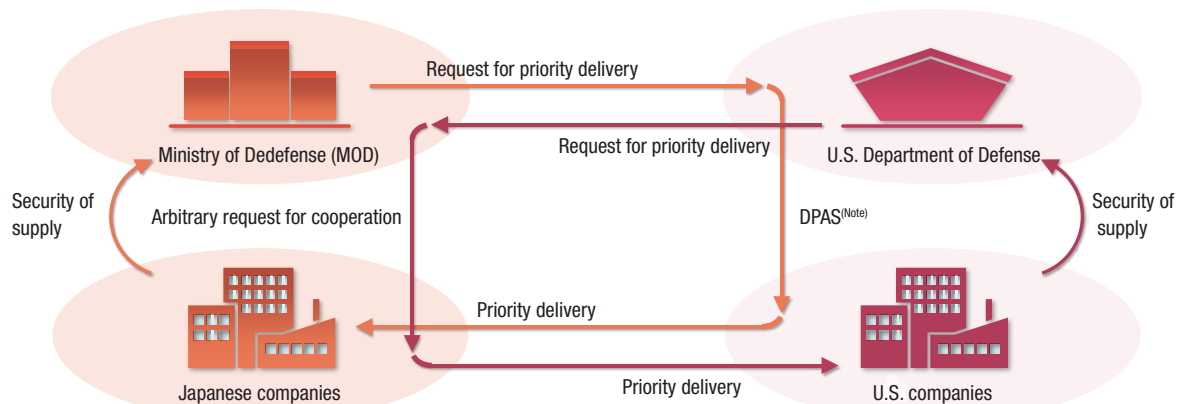 Request for priority delivery
Ministry of Dedefense (MOD)
Request for priority delivery
U.S. Department of Defense
Security of
supply
Arbitrary request for cooperation
DPAS(Note)
Security of
supply
Priority delivery
Japanese companies
Priority delivery
U.S. companies